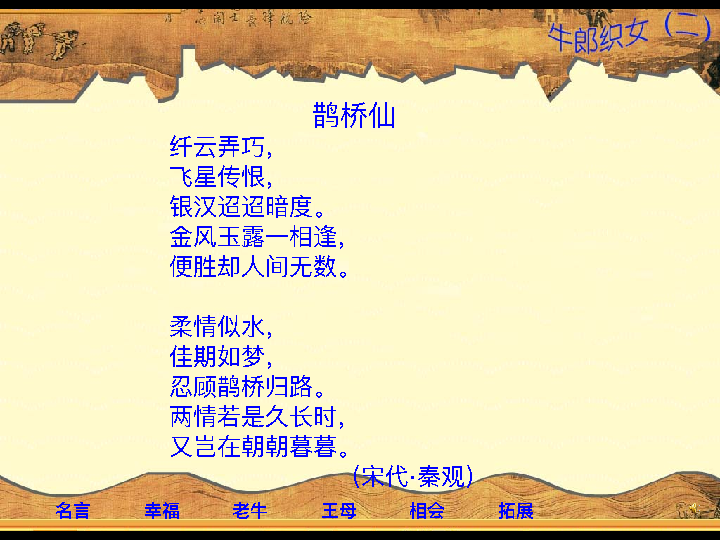 牛郎织女（二）
鹊桥仙
纤云弄巧，
飞星传恨，
银汉迢迢暗度。
金风玉露一相逢，
便胜却人间无数。
柔情似水，
佳期如梦，
忍顾鹊桥归路。
两情若是久长时，
又岂在朝朝暮暮。
（宋代·秦观）
名言 幸福 老牛 王母 相会 拓展